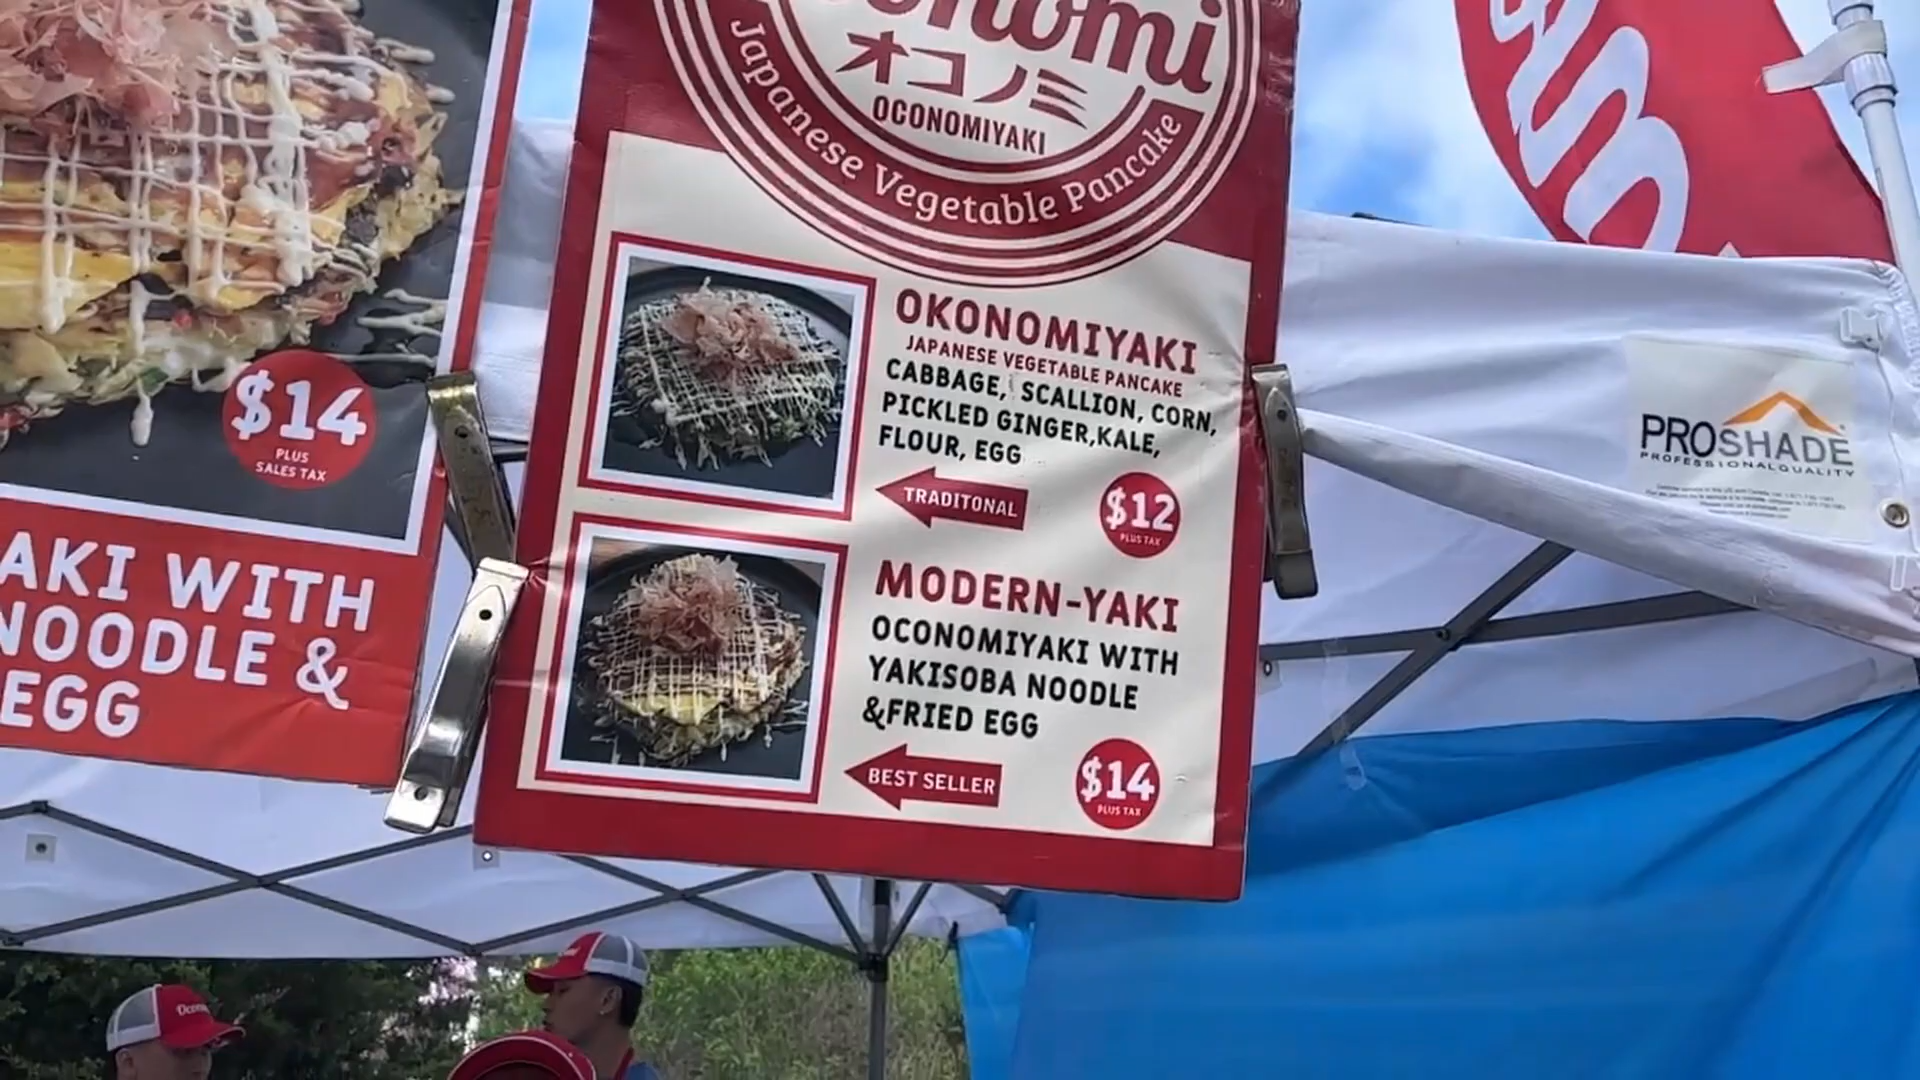 $14
PLUS
SALES TAX
AKI WITH
NOODLE &
EGG
onomi
オコノミ
OCONOMIYAKI
Japanese Vegetable Pancake
OKONOMIYAKI
JAPANESE VEGETABLE PANCAKE
CABBAGE, SCALLION, CORN,
PICKLED GINGER,KALE,
FLOUR, EGG
TRADITONAL
$12
PLUS TAX
MODERN-YAKI
OCONOMIYAKI WITH
YAKISOBA NOODLE
&FRIED EGG
BEST SELLER
$14
PLUS TAX
PROSHADE
PROFESSIONALQUALITY